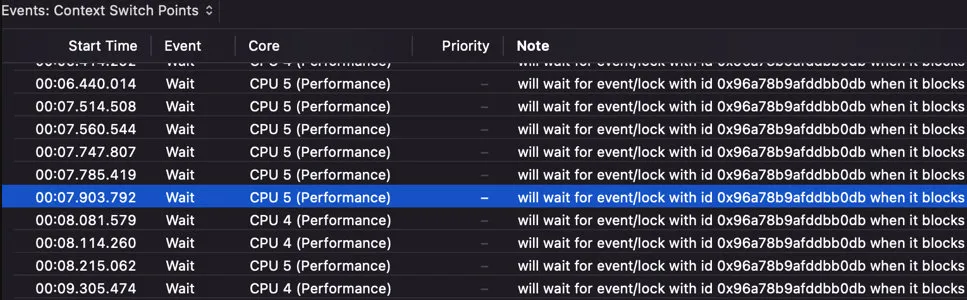 Events: Context Switch Points
Start Time Event Core Priority Note
Wait CPU 4 (Performance) will wait for event/lock with id 0x96a78b9afddbb0db when it blocks
00:06.440.014 Wait CPU 5 (Performance) – will wait for event/lock with id 0x96a78b9afddbb0db when it blocks
00:07.514.508 Wait CPU 5 (Performance) – will wait for event/lock with id 0x96a78b9afddbb0db when it blocks
00:07.560.544 Wait CPU 5 (Performance) – will wait for event/lock with id 0x96a78b9afddbb0db when it blocks
00:07.747.807 Wait CPU 5 (Performance) – will wait for event/lock with id 0x96a78b9afddbb0db when it blocks
00:07.785.419 Wait CPU 5 (Performance) – will wait for event/lock with id 0x96a78b9afddbb0db when it blocks
00:07.903.792 Wait CPU 5 (Performance) – will wait for event/lock with id 0x96a78b9afddbb0db when it blocks
00:08.081.579 Wait CPU 4 (Performance) – will wait for event/lock with id 0x96a78b9afddbb0db when it blocks
00:08.114.260 Wait CPU 4 (Performance) – will wait for event/lock with id 0x96a78b9afddbb0db when it blocks
00:08.215.062 Wait CPU 5 (Performance) – will wait for event/lock with id 0x96a78b9afddbb0db when it blocks
00:09.305.474 Wait CPU 4 (Performance) – will wait for event/lock with id 0x96a78b9afddbb0db when it blocks